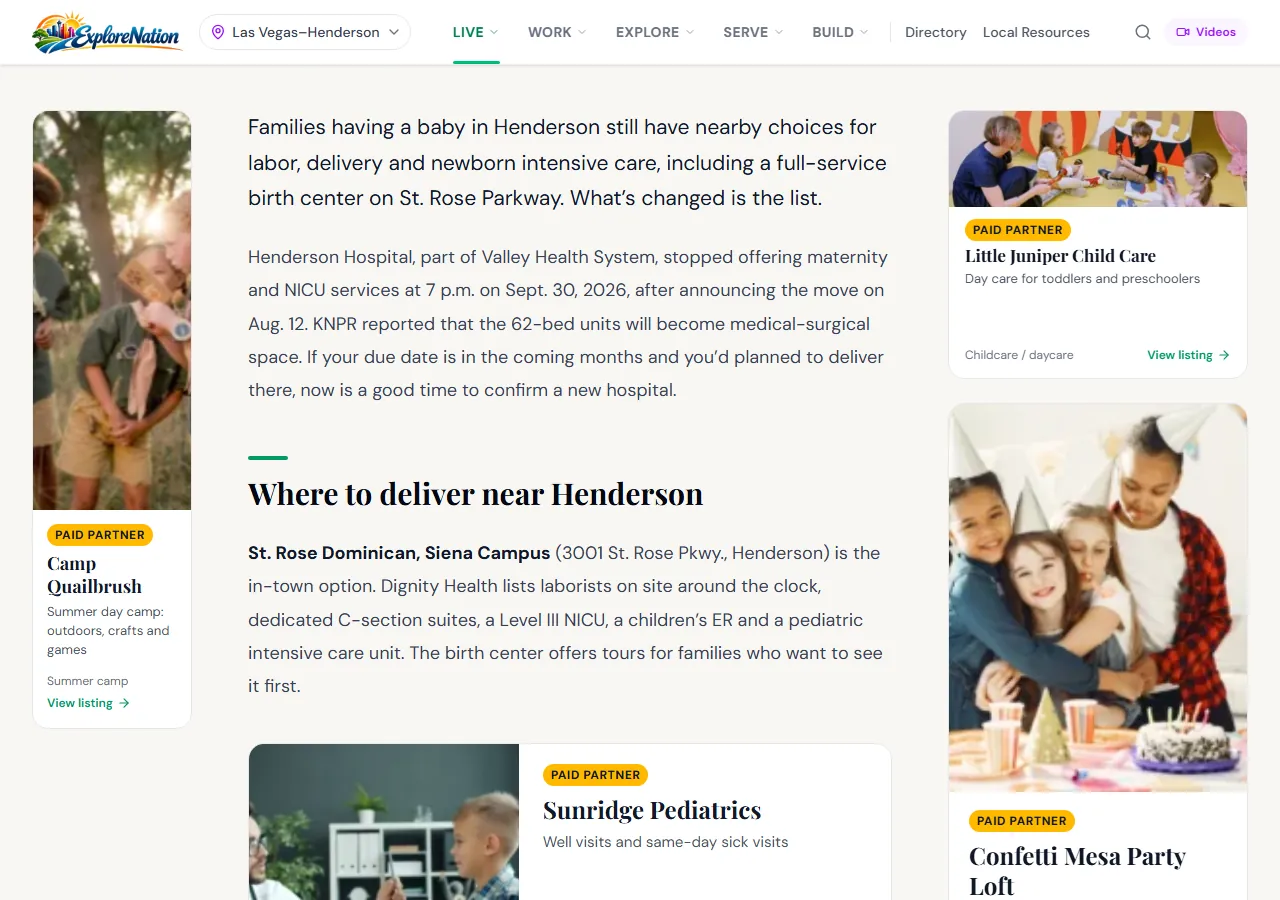 ExploreNation
Las Vegas–Henderson
LIVE
WORK
EXPLORE
SERVE
BUILD
Directory
Local Resources
Videos
PAID PARTNER
Camp
Quailbrush
Summer day camp:
outdoors, crafts and
games
Summer camp
View listing →
Families having a baby in Henderson still have nearby choices for
labor, delivery and newborn intensive care, including a full-service
birth center on St. Rose Parkway. What’s changed is the list.
Henderson Hospital, part of Valley Health System, stopped offering maternity
and NICU services at 7 p.m. on Sept. 30, 2026, after announcing the move on
Aug. 12. KNPR reported that the 62-bed units will become medical-surgical
space. If your due date is in the coming months and you’d planned to deliver
there, now is a good time to confirm a new hospital.
Where to deliver near Henderson
St. Rose Dominican, Siena Campus (3001 St. Rose Pkwy., Henderson) is the
in-town option. Dignity Health lists laborists on site around the clock,
dedicated C-section suites, a Level III NICU, a children’s ER and a pediatric
intensive care unit. The birth center offers tours for families who want to see
it first.
PAID PARTNER
Sunridge Pediatrics
Well visits and same-day sick visits
PAID PARTNER
Little Juniper Child Care
Day care for toddlers and preschoolers
Childcare / daycare
View listing →
PAID PARTNER
Confetti Mesa Party
Loft